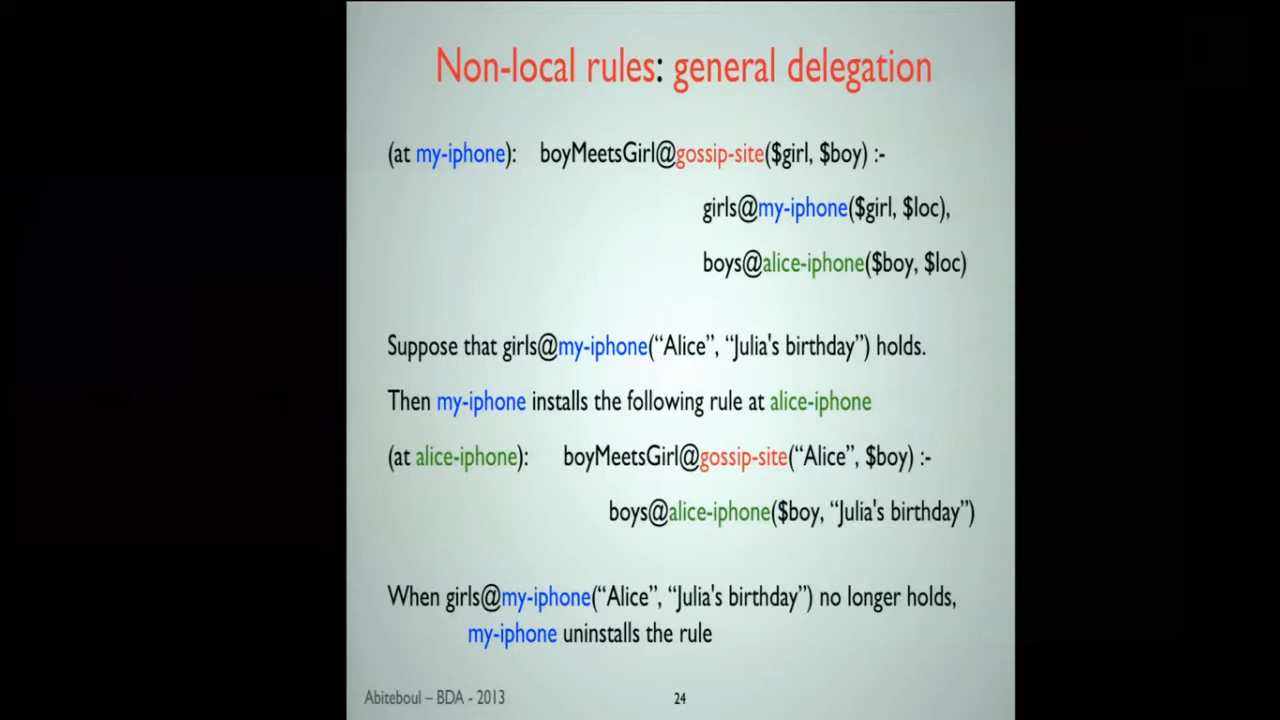 Non-local rules: general delegation
(at my-iphone): boyMeetsGirl@gossip-site($girl, $boy) :-
girls@my-iphone($girl, $loc),
boys@alice-iphone($boy, $loc)
Suppose that girls@my-iphone(“Alice”, “Julia's birthday”) holds.
Then my-iphone installs the following rule at alice-iphone
(at alice-iphone): boyMeetsGirl@gossip-site(“Alice”, $boy) :-
boys@alice-iphone($boy, “Julia's birthday”)
When girls@my-iphone(“Alice”, “Julia's birthday”) no longer holds,
my-iphone uninstalls the rule
Abiteboul – BDA - 2013
24